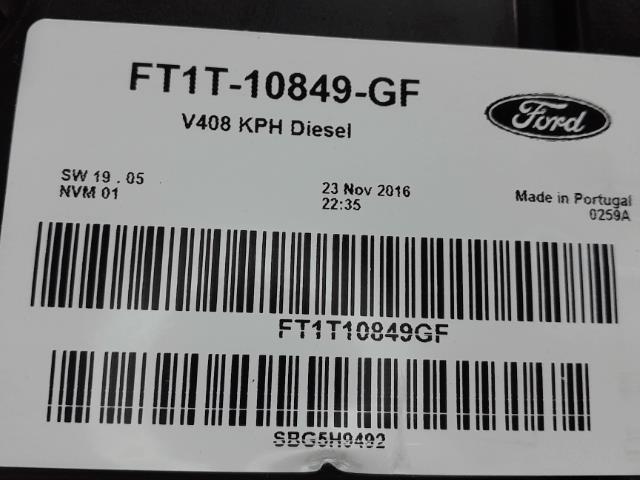 FT1T-10849-GF
Ford
V408 KPH Diesel
SW 19 . 05
NVM 01
23 Nov 2016
22:35
Made in Portugal
0259A
FT1T10849GF
SBG5H9492